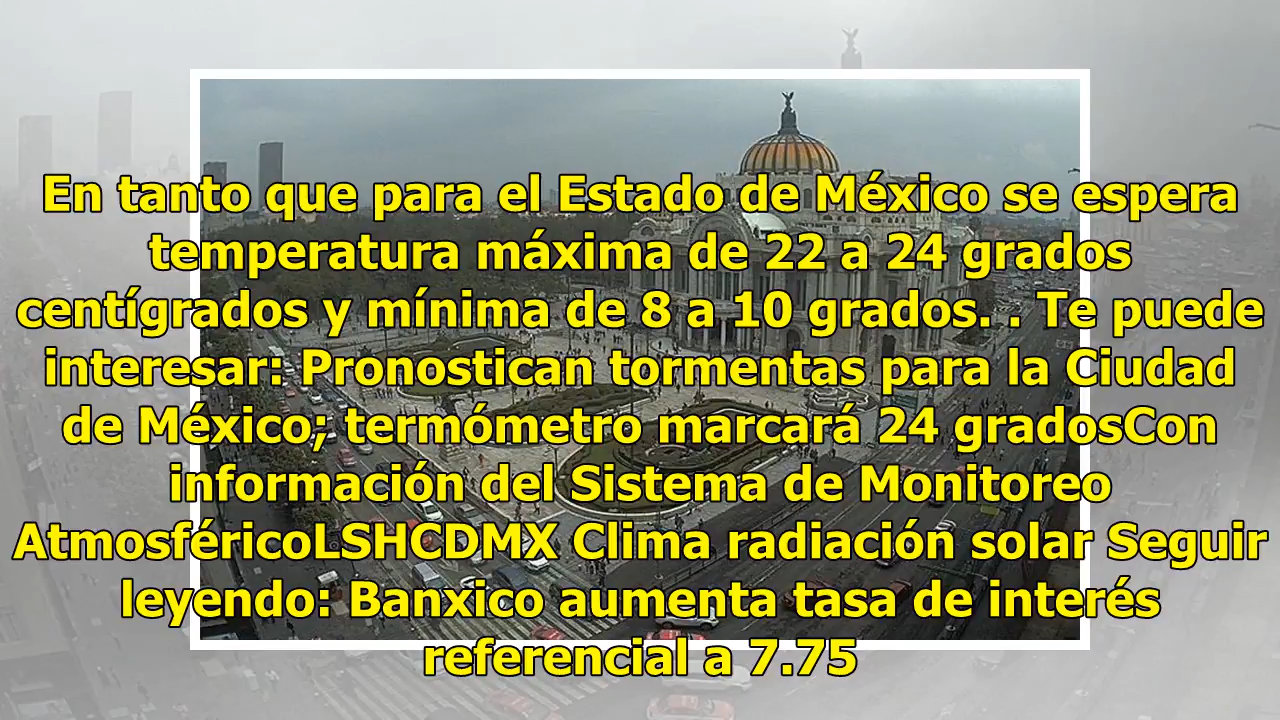 En tanto que para el Estado de México se espera
temperatura máxima de 22 a 24 grados
centígrados y mínima de 8 a 10 grados. . Te puede
interesar: Pronostican tormentas para la Ciudad
de México; termómetro marcará 24 gradosCon
información del Sistema de Monitoreo
AtmosféricoLSHCDMX Clima radiación solar Seguir
leyendo: Banxico aumenta tasa de interés
referencial a 7.75